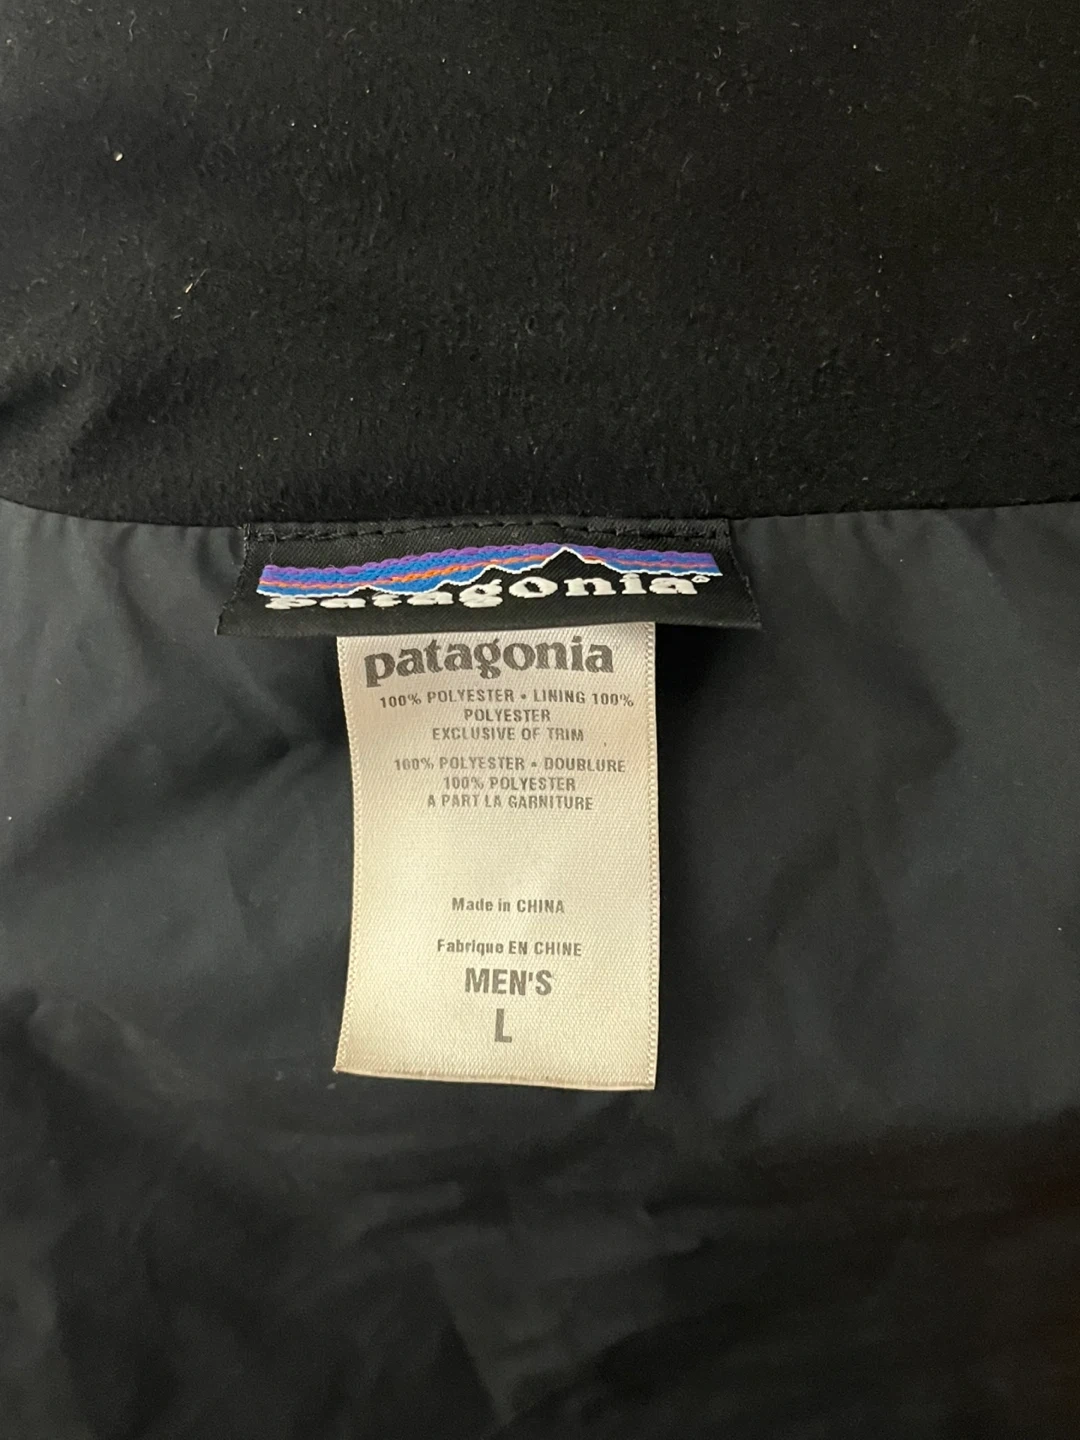 patagonia®
patagonia
100% POLYESTER • LINING 100%
POLYESTER
EXCLUSIVE OF TRIM
100% POLYESTER • DOUBLURE
100% POLYESTER
A PART LA GARNITURE
Made in CHINA
Fabrique EN CHINE
MEN'S
L